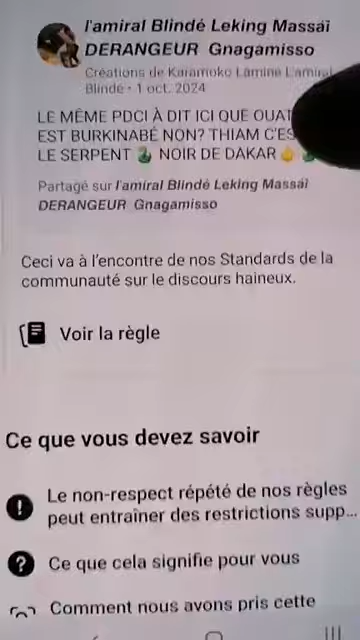 l'amiral Blindé Leking Massaï
DERANGEUR Gnagamisso
Créations de Karamoko Lamine L'amiral
Blindé • 1 oct. 2024
LE MÊME PDCI À DIT ICI QUE
EST BURKINABÉ NON? THIAM
LE SERPENT 🐍 NOIR DE DAKAR
Partagé sur l'amiral Blindé Leking Massaï
DERANGEUR Gnagamisso
Ceci va à l'encontre de nos Standards de la
communauté sur le discours haineux.
Voir la règle
Ce que vous devez savoir
Le non-respect répété de nos règles
peut entraîner des restrictions supp...
Ce que cela signifie pour vous
Comment nous avons pris cette